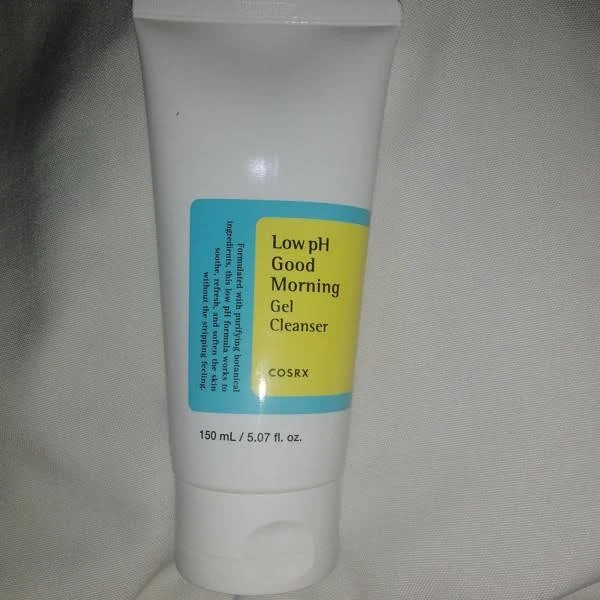 Low pH
Good
Morning
Gel
Cleanser
COSRX
Formulated with purifying botanical
ingredients, this low pH formula works to
soothe, refresh, and soften the skin
without the stripping feeling.
150 mL / 5.07 fl. oz.